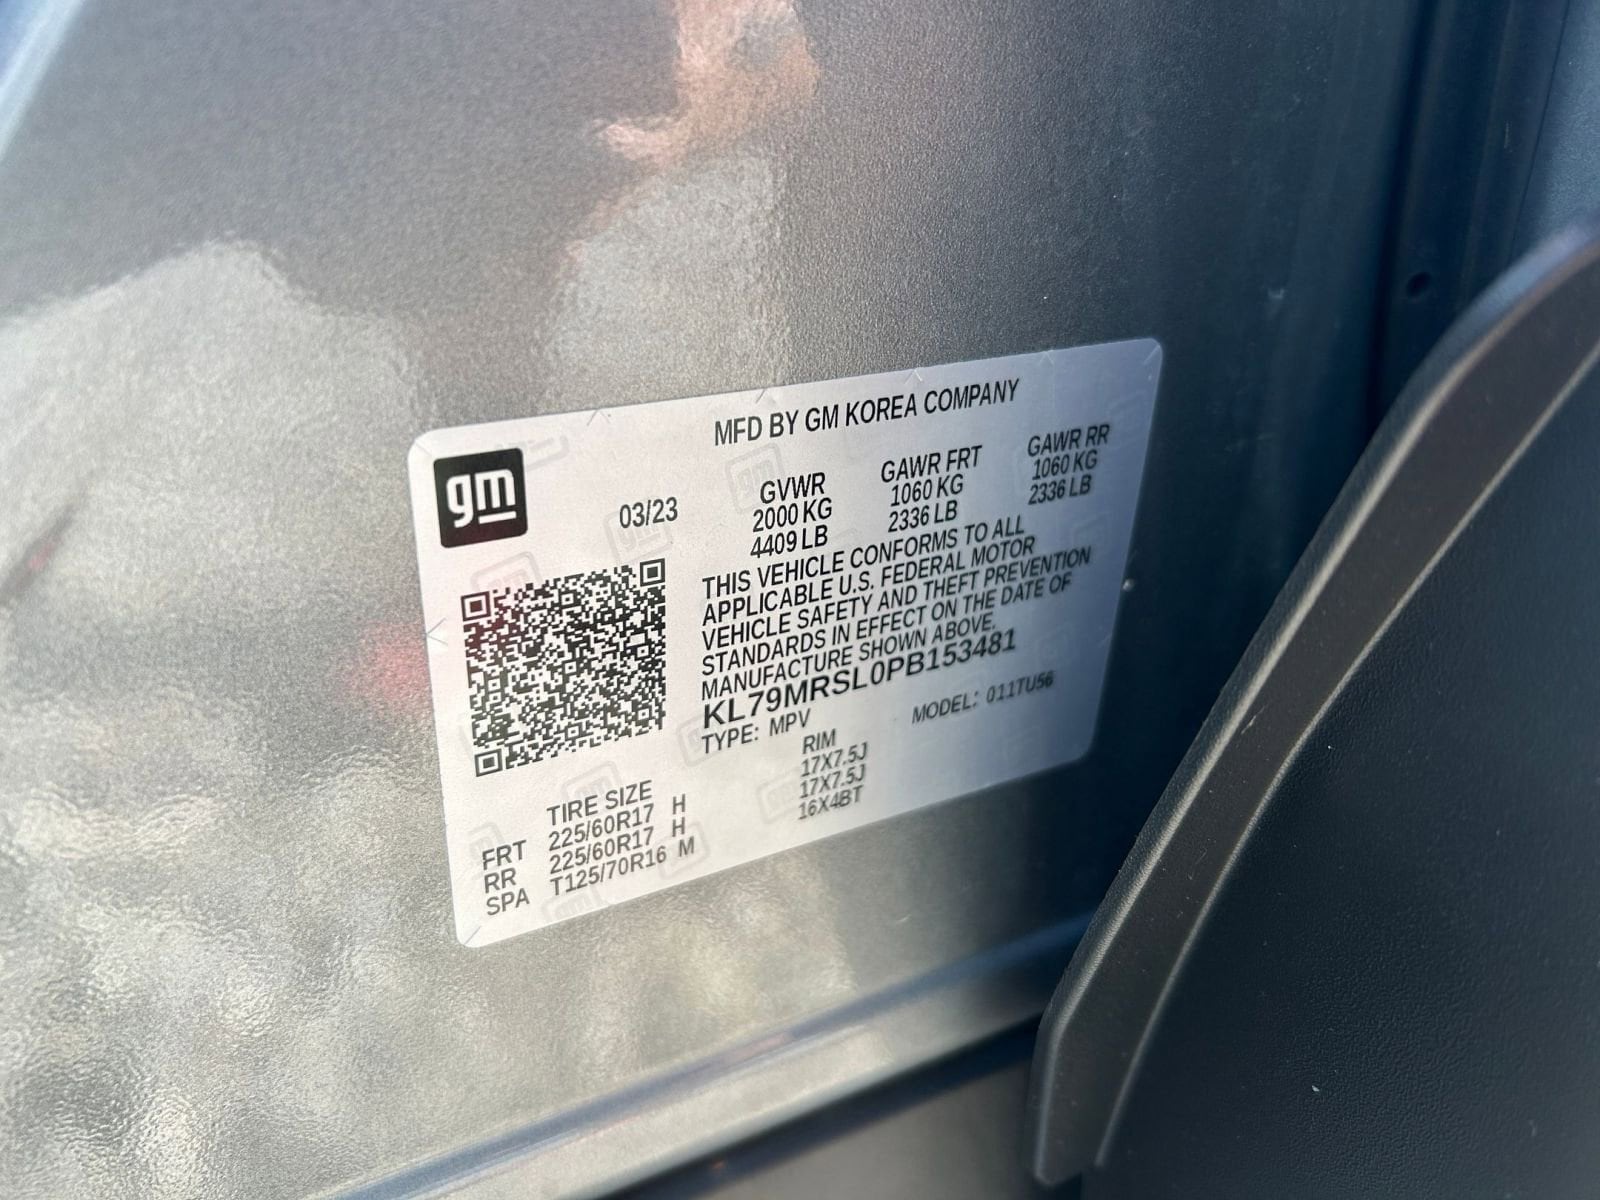 MFD BY GM KOREA COMPANY
gm
03/23
GVWR GAWR FRT GAWR RR
2000 KG 1060 KG 1060 KG
4409 LB 2336 LB 2336 LB
THIS VEHICLE CONFORMS TO ALL
APPLICABLE U.S. FEDERAL MOTOR
VEHICLE SAFETY AND THEFT PREVENTION
STANDARDS IN EFFECT ON THE DATE OF
MANUFACTURE SHOWN ABOVE.
KL79MRSL0PB153481
TYPE: MPV MODEL: 011TU56
TIRE SIZE RIM
FRT 225/60R17 H 17X7.5J
RR 225/60R17 H 17X7.5J
SPA T125/70R16 M 16X4BT